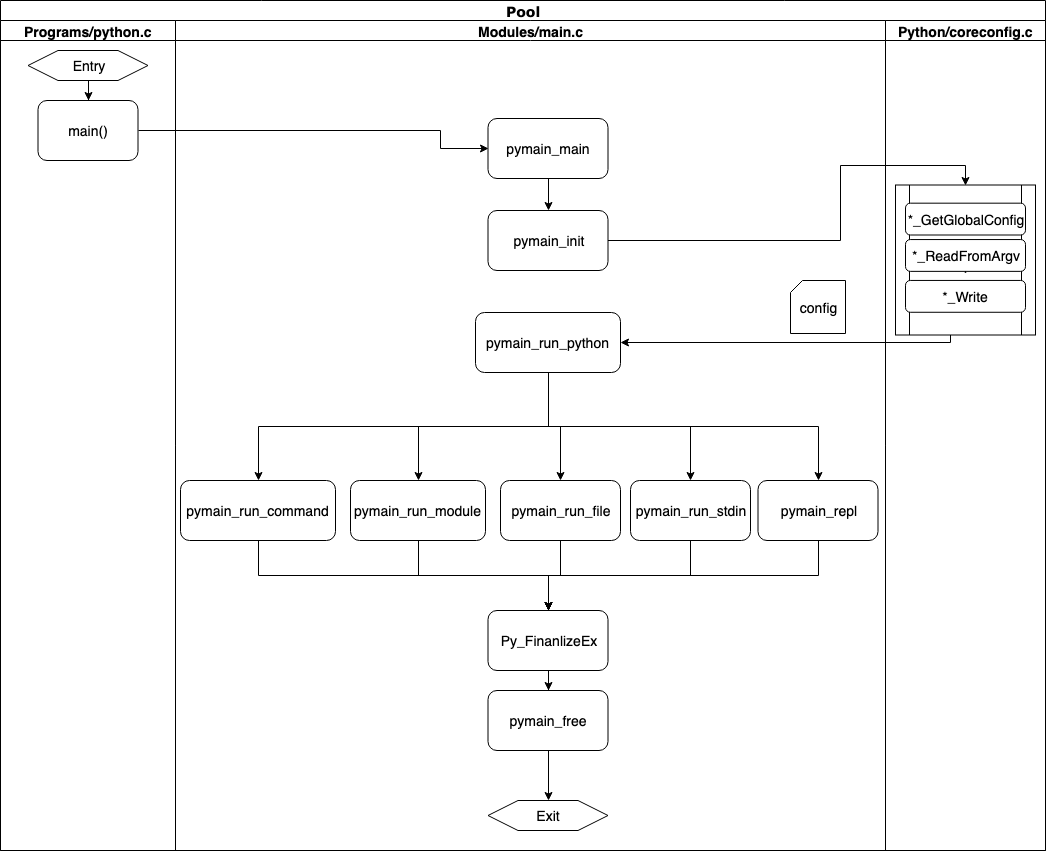 Pool
Programs/python.c
Modules/main.c
Python/coreconfig.c
Entry
main()
pymain_main
pymain_init
*_GetGlobalConfig
*_ReadFromArgv
*_Write
config
pymain_run_python
pymain_run_command
pymain_run_module
pymain_run_file
pymain_run_stdin
pymain_repl
Py_FinanlizeEx
pymain_free
Exit